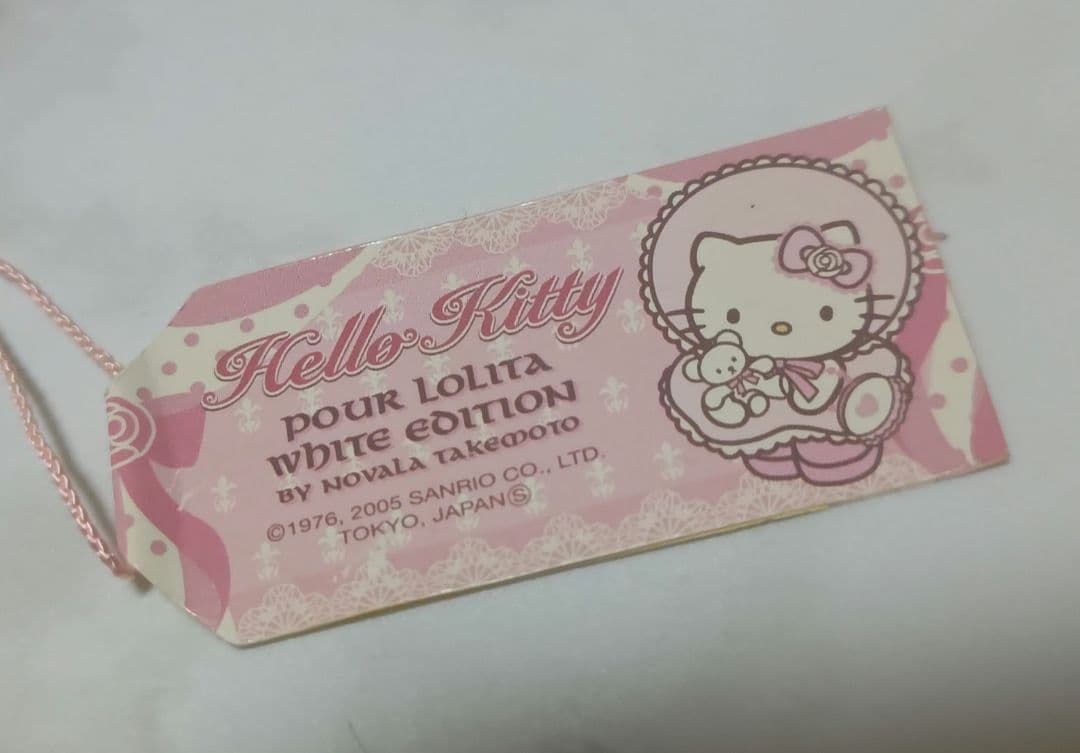 Hello Kitty
POUR LOLITA
WHITE EDITION
BY NOVALA TAKEMOTO
©1976, 2005 SANRIO CO., LTD.
TOKYO, JAPAN Ⓢ